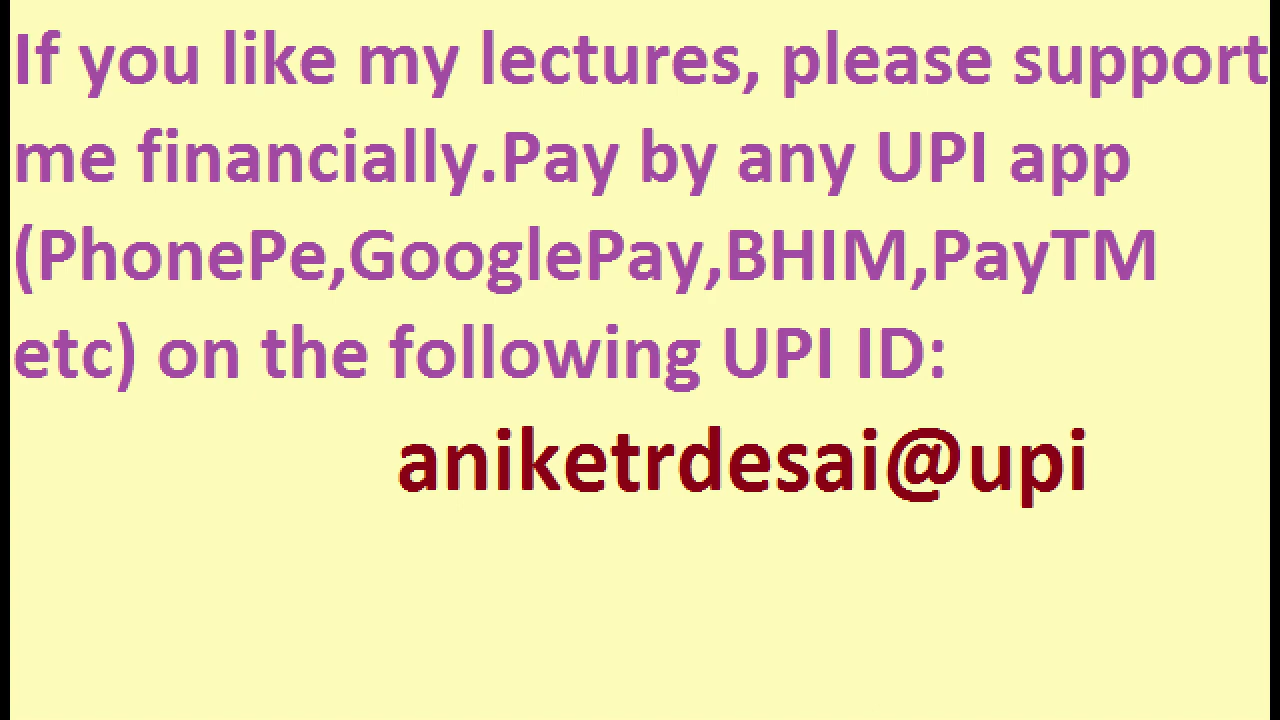 If you like my lectures, please support
me financially.Pay by any UPI app
(PhonePe,GooglePay,BHIM,PayTM
etc) on the following UPI ID:
aniketrdesai@upi